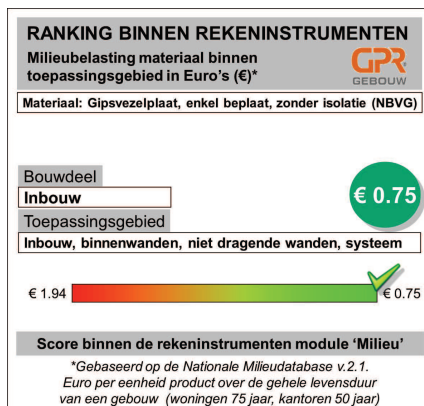 RANKING BINNEN REKENINSTRUMENTEN
Milieubelasting materiaal binnen
toepassingsgebied in Euro's (€)*
GPR
GEBOUW
Materiaal: Gipsvezelplaat, enkel beplaat, zonder isolatie (NBVG)
Bouwdeel
Inbouw
€ 0.75
Toepassingsgebied
Inbouw, binnenwanden, niet dragende wanden, systeem
€ 1.94
€ 0.75
Score binnen de rekeninstrumenten module ‘Milieu’
*Gebaseerd op de Nationale Milieudatabase v.2.1.
Euro per eenheid product over de gehele levensduur
van een gebouw (woningen 75 jaar, kantoren 50 jaar)